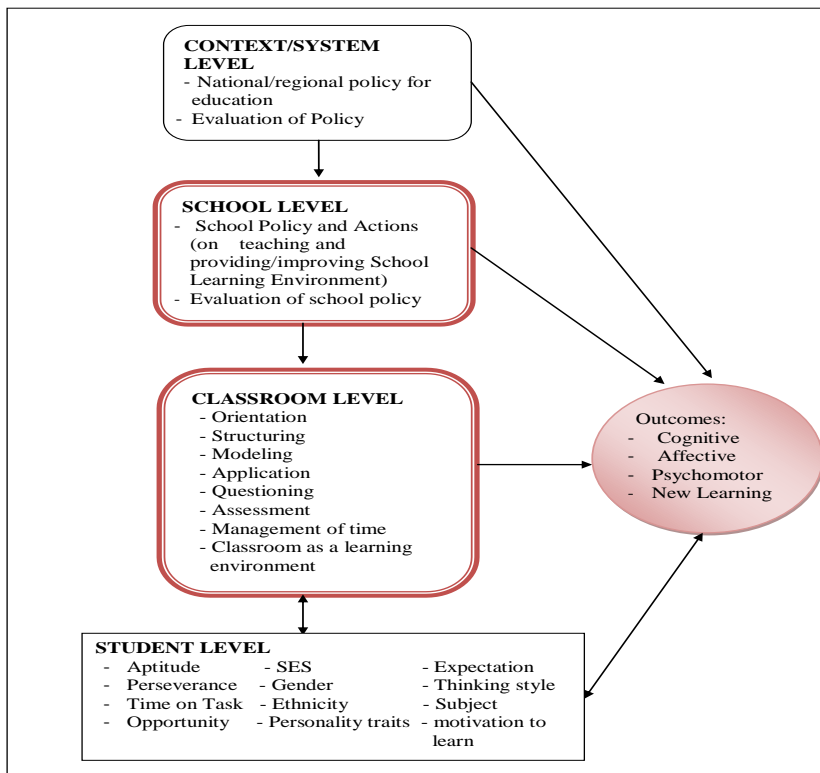 CONTEXT/SYSTEM
LEVEL
- National/regional policy for
education
- Evaluation of Policy
SCHOOL LEVEL
- School Policy and Actions
(on teaching and
providing/improving School
Learning Environment)
- Evaluation of school policy
CLASSROOM LEVEL
- Orientation
- Structuring
- Modeling
- Application
- Questioning
- Assessment
- Management of time
- Classroom as a learning
environment
Outcomes:
- Cognitive
- Affective
- Psychomotor
- New Learning
STUDENT LEVEL
- Aptitude - SES - Expectation
- Perseverance - Gender - Thinking style
- Time on Task - Ethnicity - Subject
- Opportunity - Personality traits - motivation to
learn